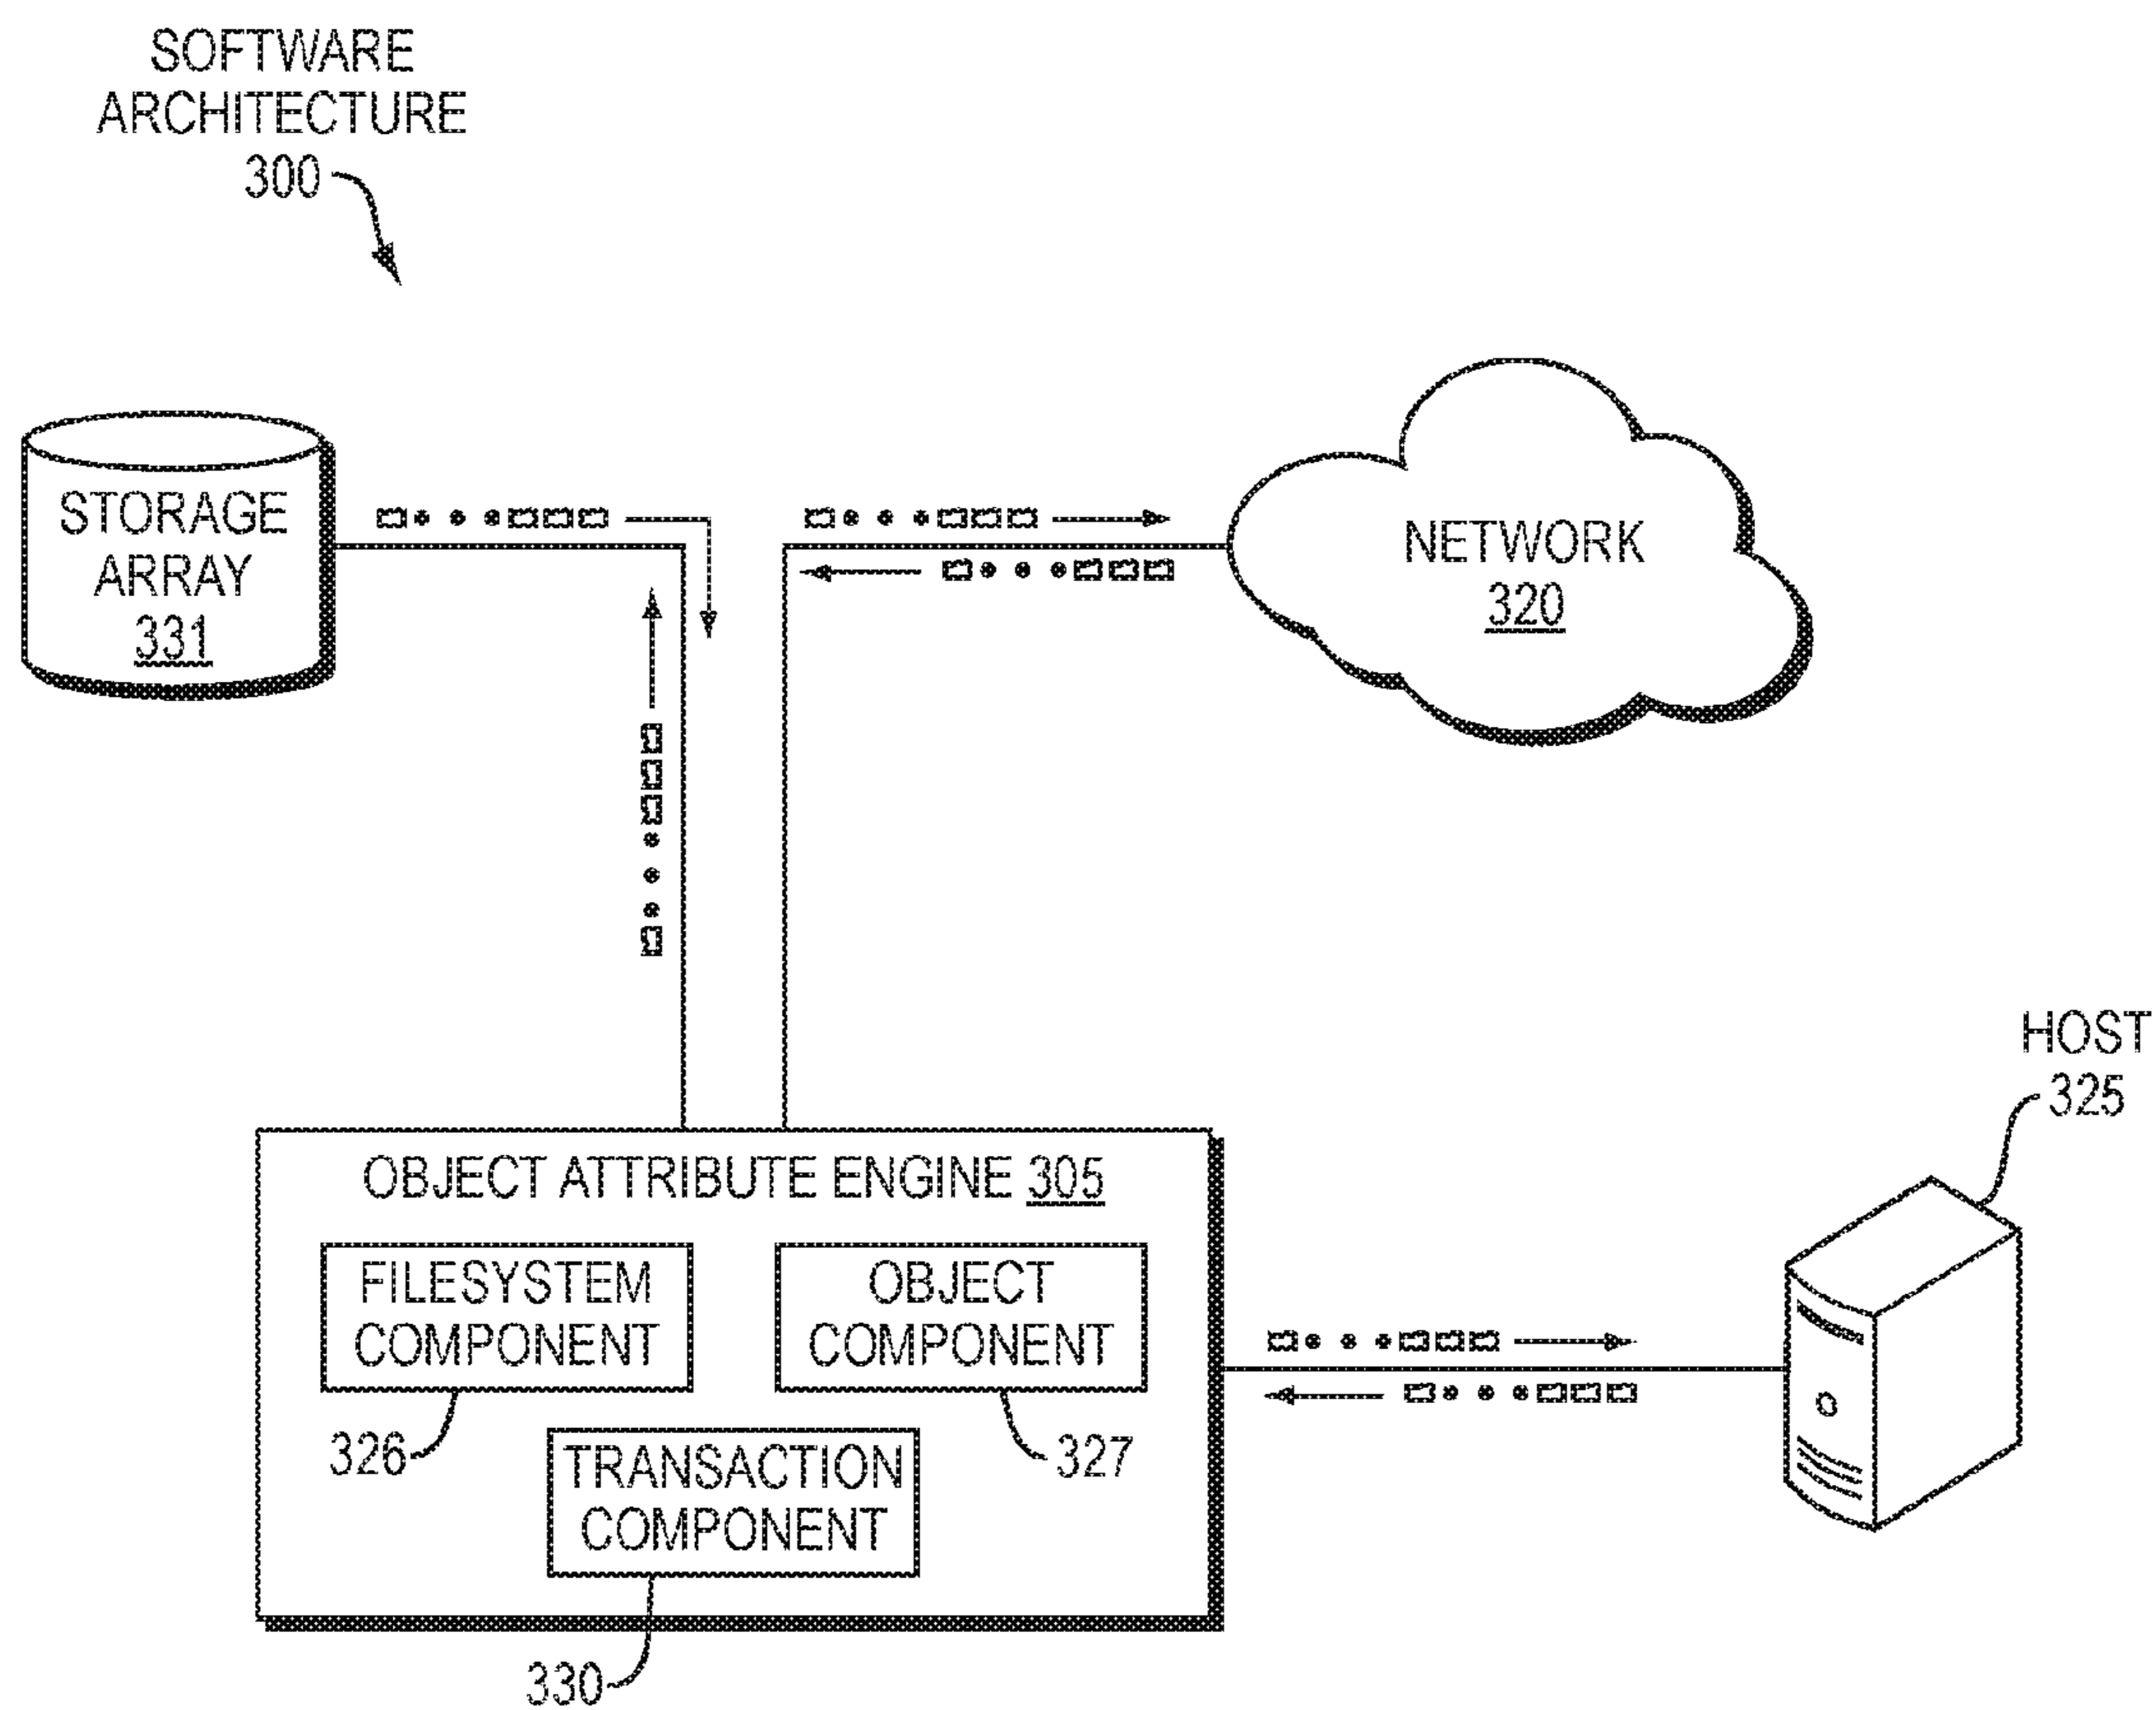 SOFTWARE
ARCHITECTURE
300
STORAGE
ARRAY
331
NETWORK
320
HOST
325
OBJECT ATTRIBUTE ENGINE 305
FILESYSTEM
COMPONENT
326
OBJECT
COMPONENT
327
TRANSACTION
COMPONENT
330